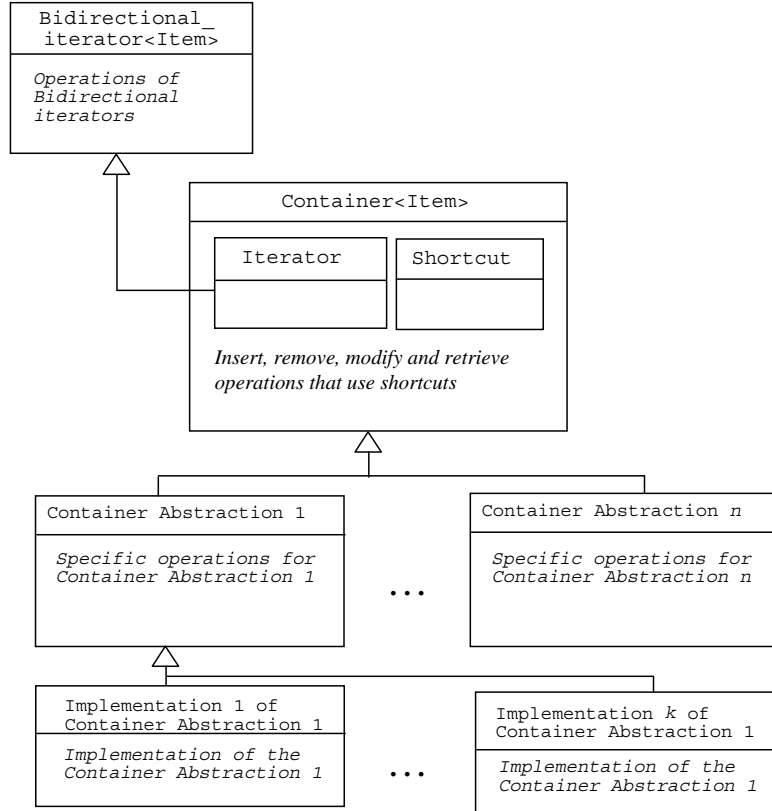 Bidirectional_
iterator<Item>
Operations of
Bidirectional
iterators
Container<Item>
Iterator
Shortcut
Insert, remove, modify and retrieve
operations that use shortcuts
Container Abstraction 1
Specific operations for
Container Abstraction 1
...
Container Abstraction n
Specific operations for
Container Abstraction n
Implementation 1 of
Container Abstraction 1
Implementation of the
Container Abstraction 1
...
Implementation k of
Container Abstraction 1
Implementation of the
Container Abstraction 1